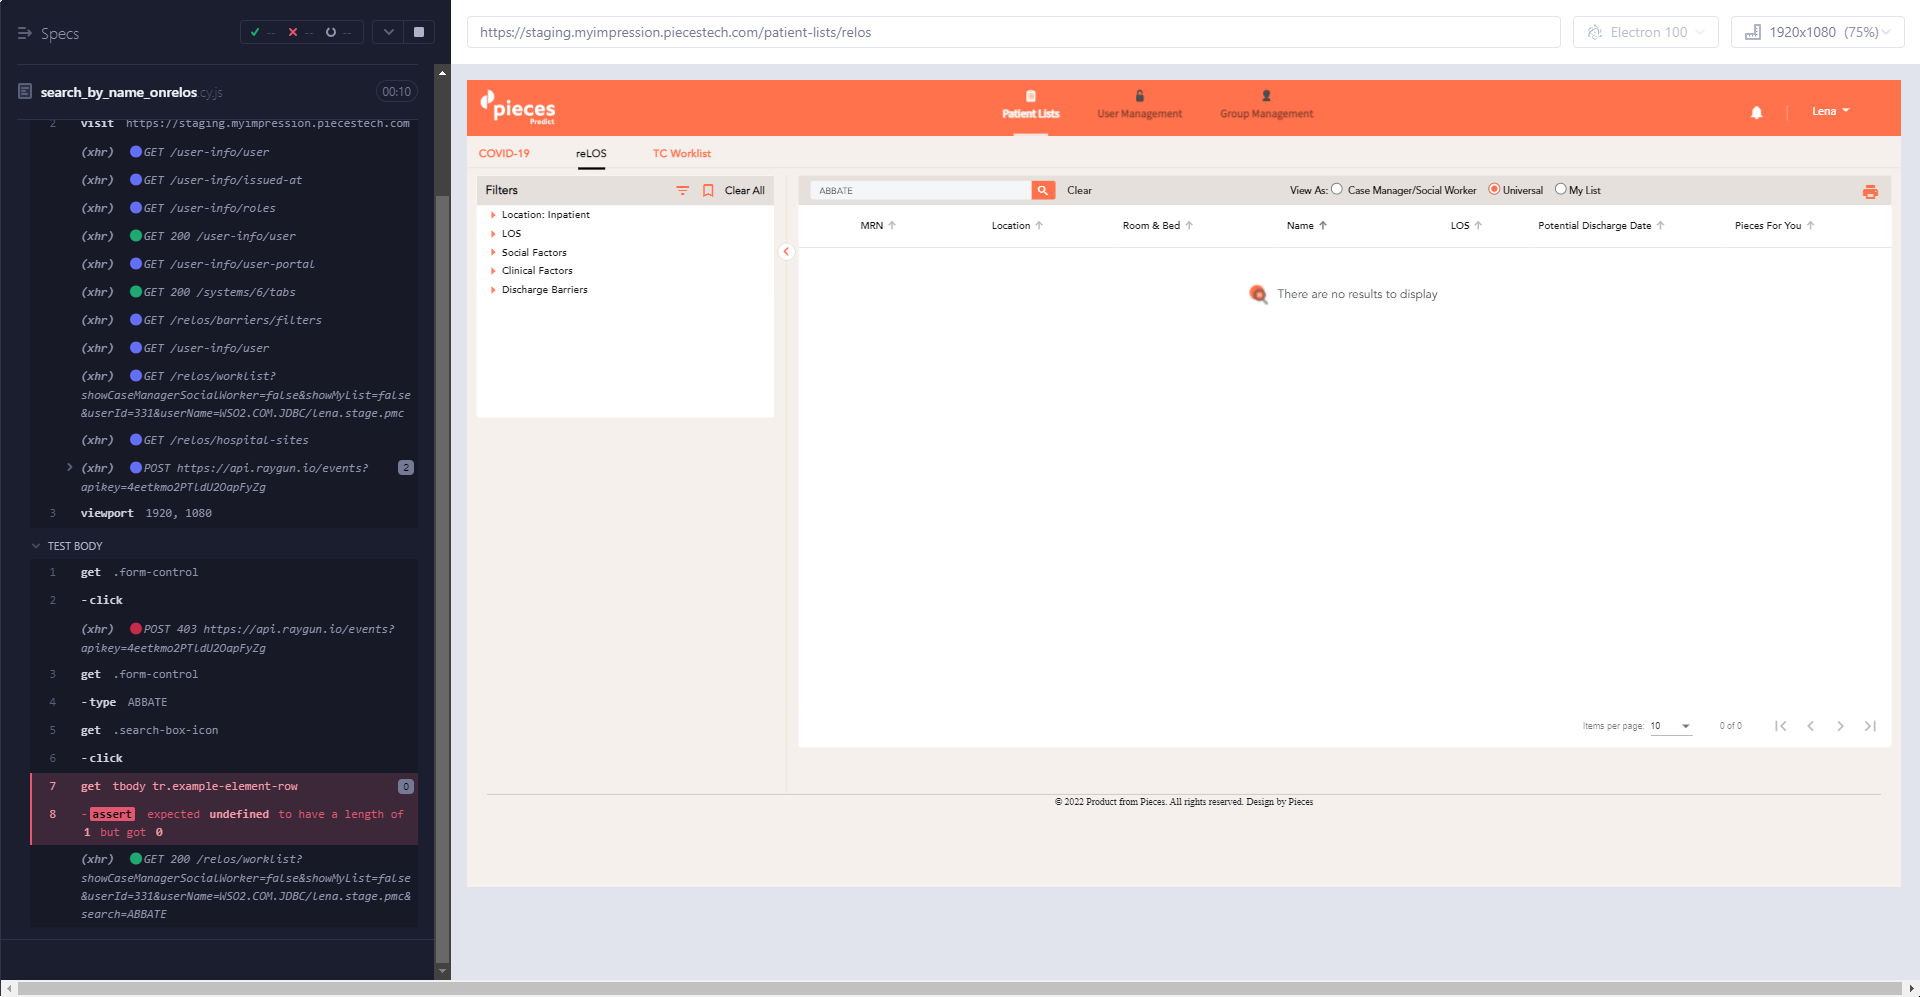 Specs
-- -- --
search_by_name_onrelos cy.js 00:10
2 visit https://staging.myimpression.piecestech.com
(xhr) GET /user-info/user
(xhr) GET /user-info/issued-at
(xhr) GET /user-info/roles
(xhr) GET 200 /user-info/user
(xhr) GET /user-info/user-portal
(xhr) GET 200 /systems/6/tabs
(xhr) GET /relos/barriers/filters
(xhr) GET /user-info/user
(xhr) GET /relos/worklist?
showCaseManagerSocialWorker=false&showMyList=false
&userId=331&userName=WSO2.COM.JDBC/lena.stage.pmc
(xhr) GET /relos/hospital-sites
(xhr) POST https://api.raygun.io/events? 2
apikey=4eetkmo2PTldU2OapFyZg
3 viewport 1920, 1080
TEST BODY
1 get .form-control
2 -click
(xhr) POST 403 https://api.raygun.io/events?
apikey=4eetkmo2PTldU2OapFyZg
3 get .form-control
4 -type ABBATE
5 get .search-box-icon
6 -click
7 get tbody tr.example-element-row 0
8 -assert expected undefined to have a length of
1 but got 0
(xhr) GET 200 /relos/worklist?
showCaseManagerSocialWorker=false&showMyList=false
&userId=331&userName=WSO2.COM.JDBC/lena.stage.pmc&
search=ABBATE
https://staging.myimpression.piecestech.com/patient-lists/relos
Electron 100
1920x1080 (75%)
pieces
Predict
Patient Lists User Management Group Management
Lena
COVID-19 reLOS TC Worklist
Filters Clear All
Location: Inpatient
LOS
Social Factors
Clinical Factors
Discharge Barriers
ABBATE Clear View As: Case Manager/Social Worker Universal My List
MRN Location Room & Bed Name LOS Potential Discharge Date Pieces For You
There are no results to display
Items per page: 10 0 of 0
© 2022 Product from Pieces. All rights reserved. Design by Pieces